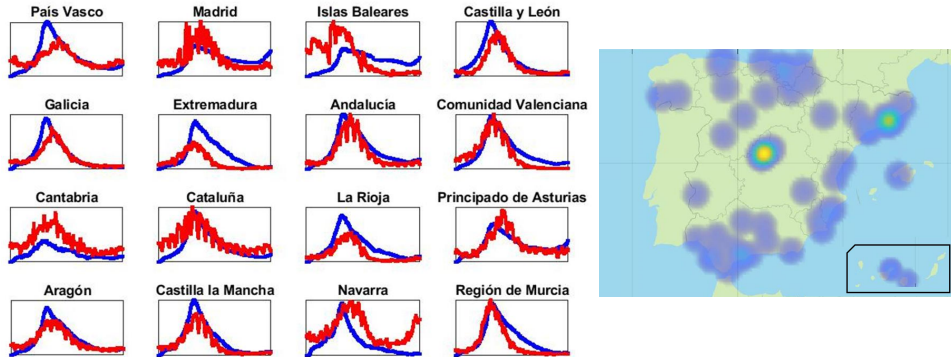 País Vasco
Madrid
Islas Baleares
Castilla y León
Galicia
Extremadura
Andalucía
Comunidad Valenciana
Cantabria
Cataluña
La Rioja
Principado de Asturias
Aragón
Castilla la Mancha
Navarra
Región de Murcia